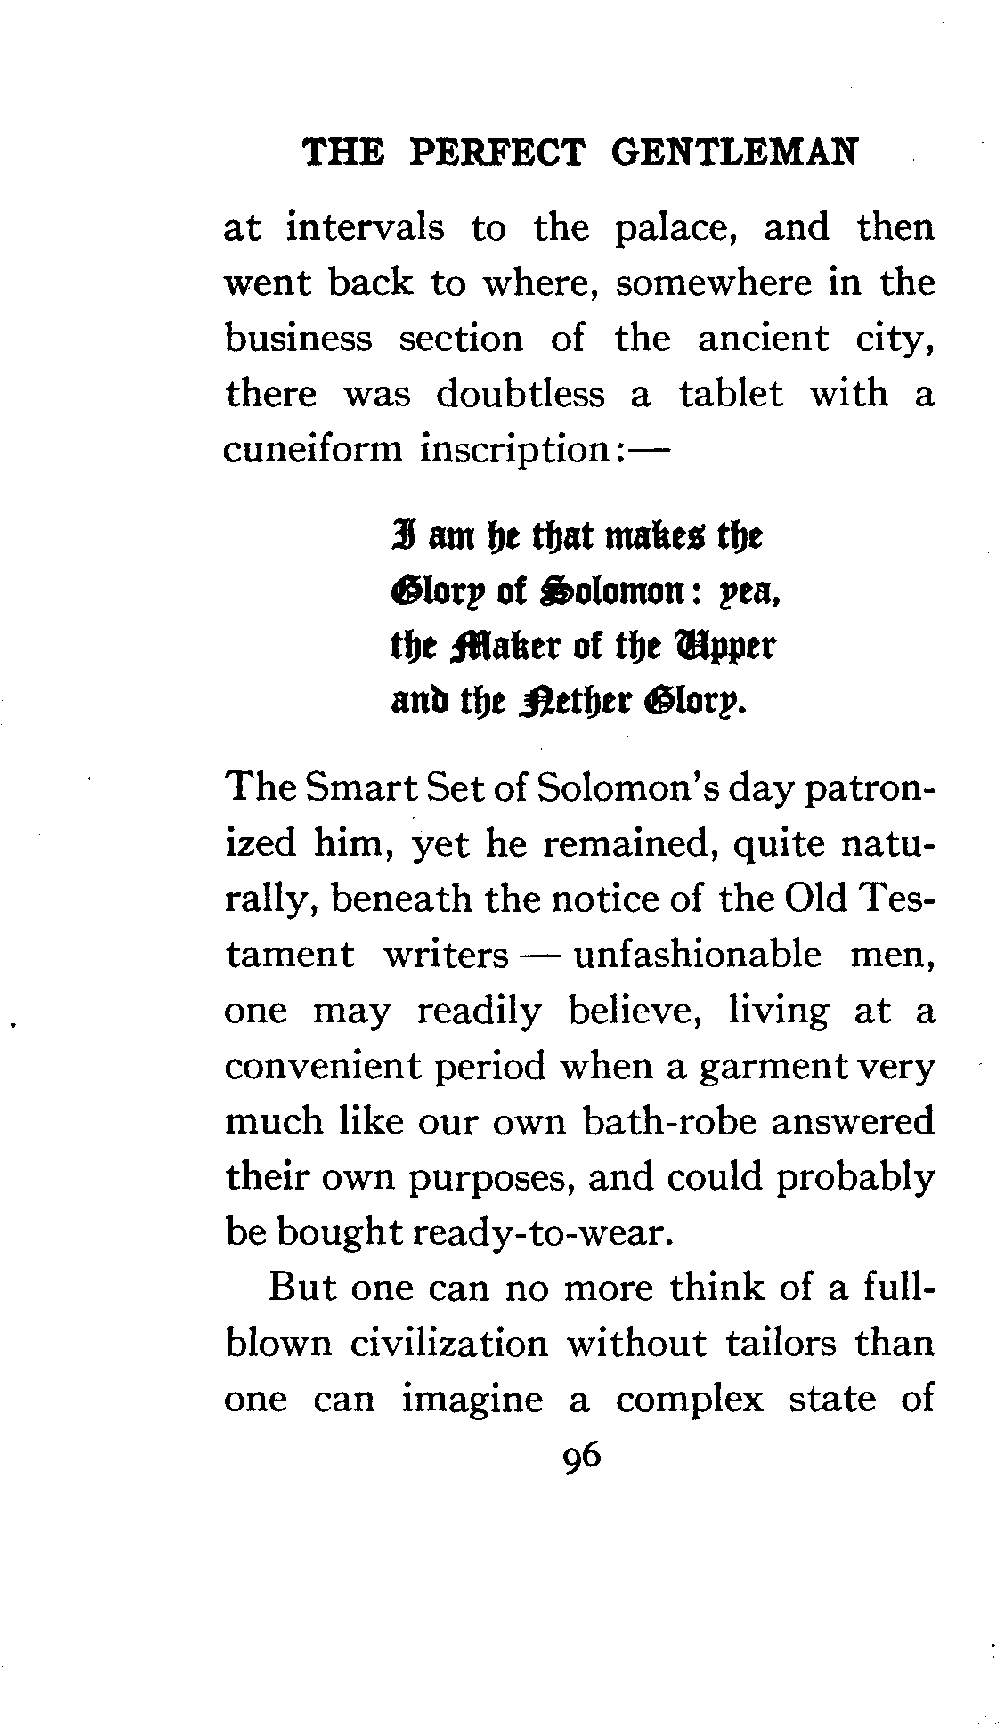 THE PERFECT GENTLEMAN
at intervals to the palace, and then
went back to where, somewhere in the
business section of the ancient city,
there was doubtless a tablet with a
cuneiform inscription:—
I am he that makes the
Glory of Solomon: yea,
the Maker of the Upper
and the Nether Glory.
The Smart Set of Solomon's day patron-
ized him, yet he remained, quite natu-
rally, beneath the notice of the Old Tes-
tament writers — unfashionable men,
one may readily believe, living at a
convenient period when a garment very
much like our own bath-robe answered
their own purposes, and could probably
be bought ready-to-wear.
But one can no more think of a full-
blown civilization without tailors than
one can imagine a complex state of
96